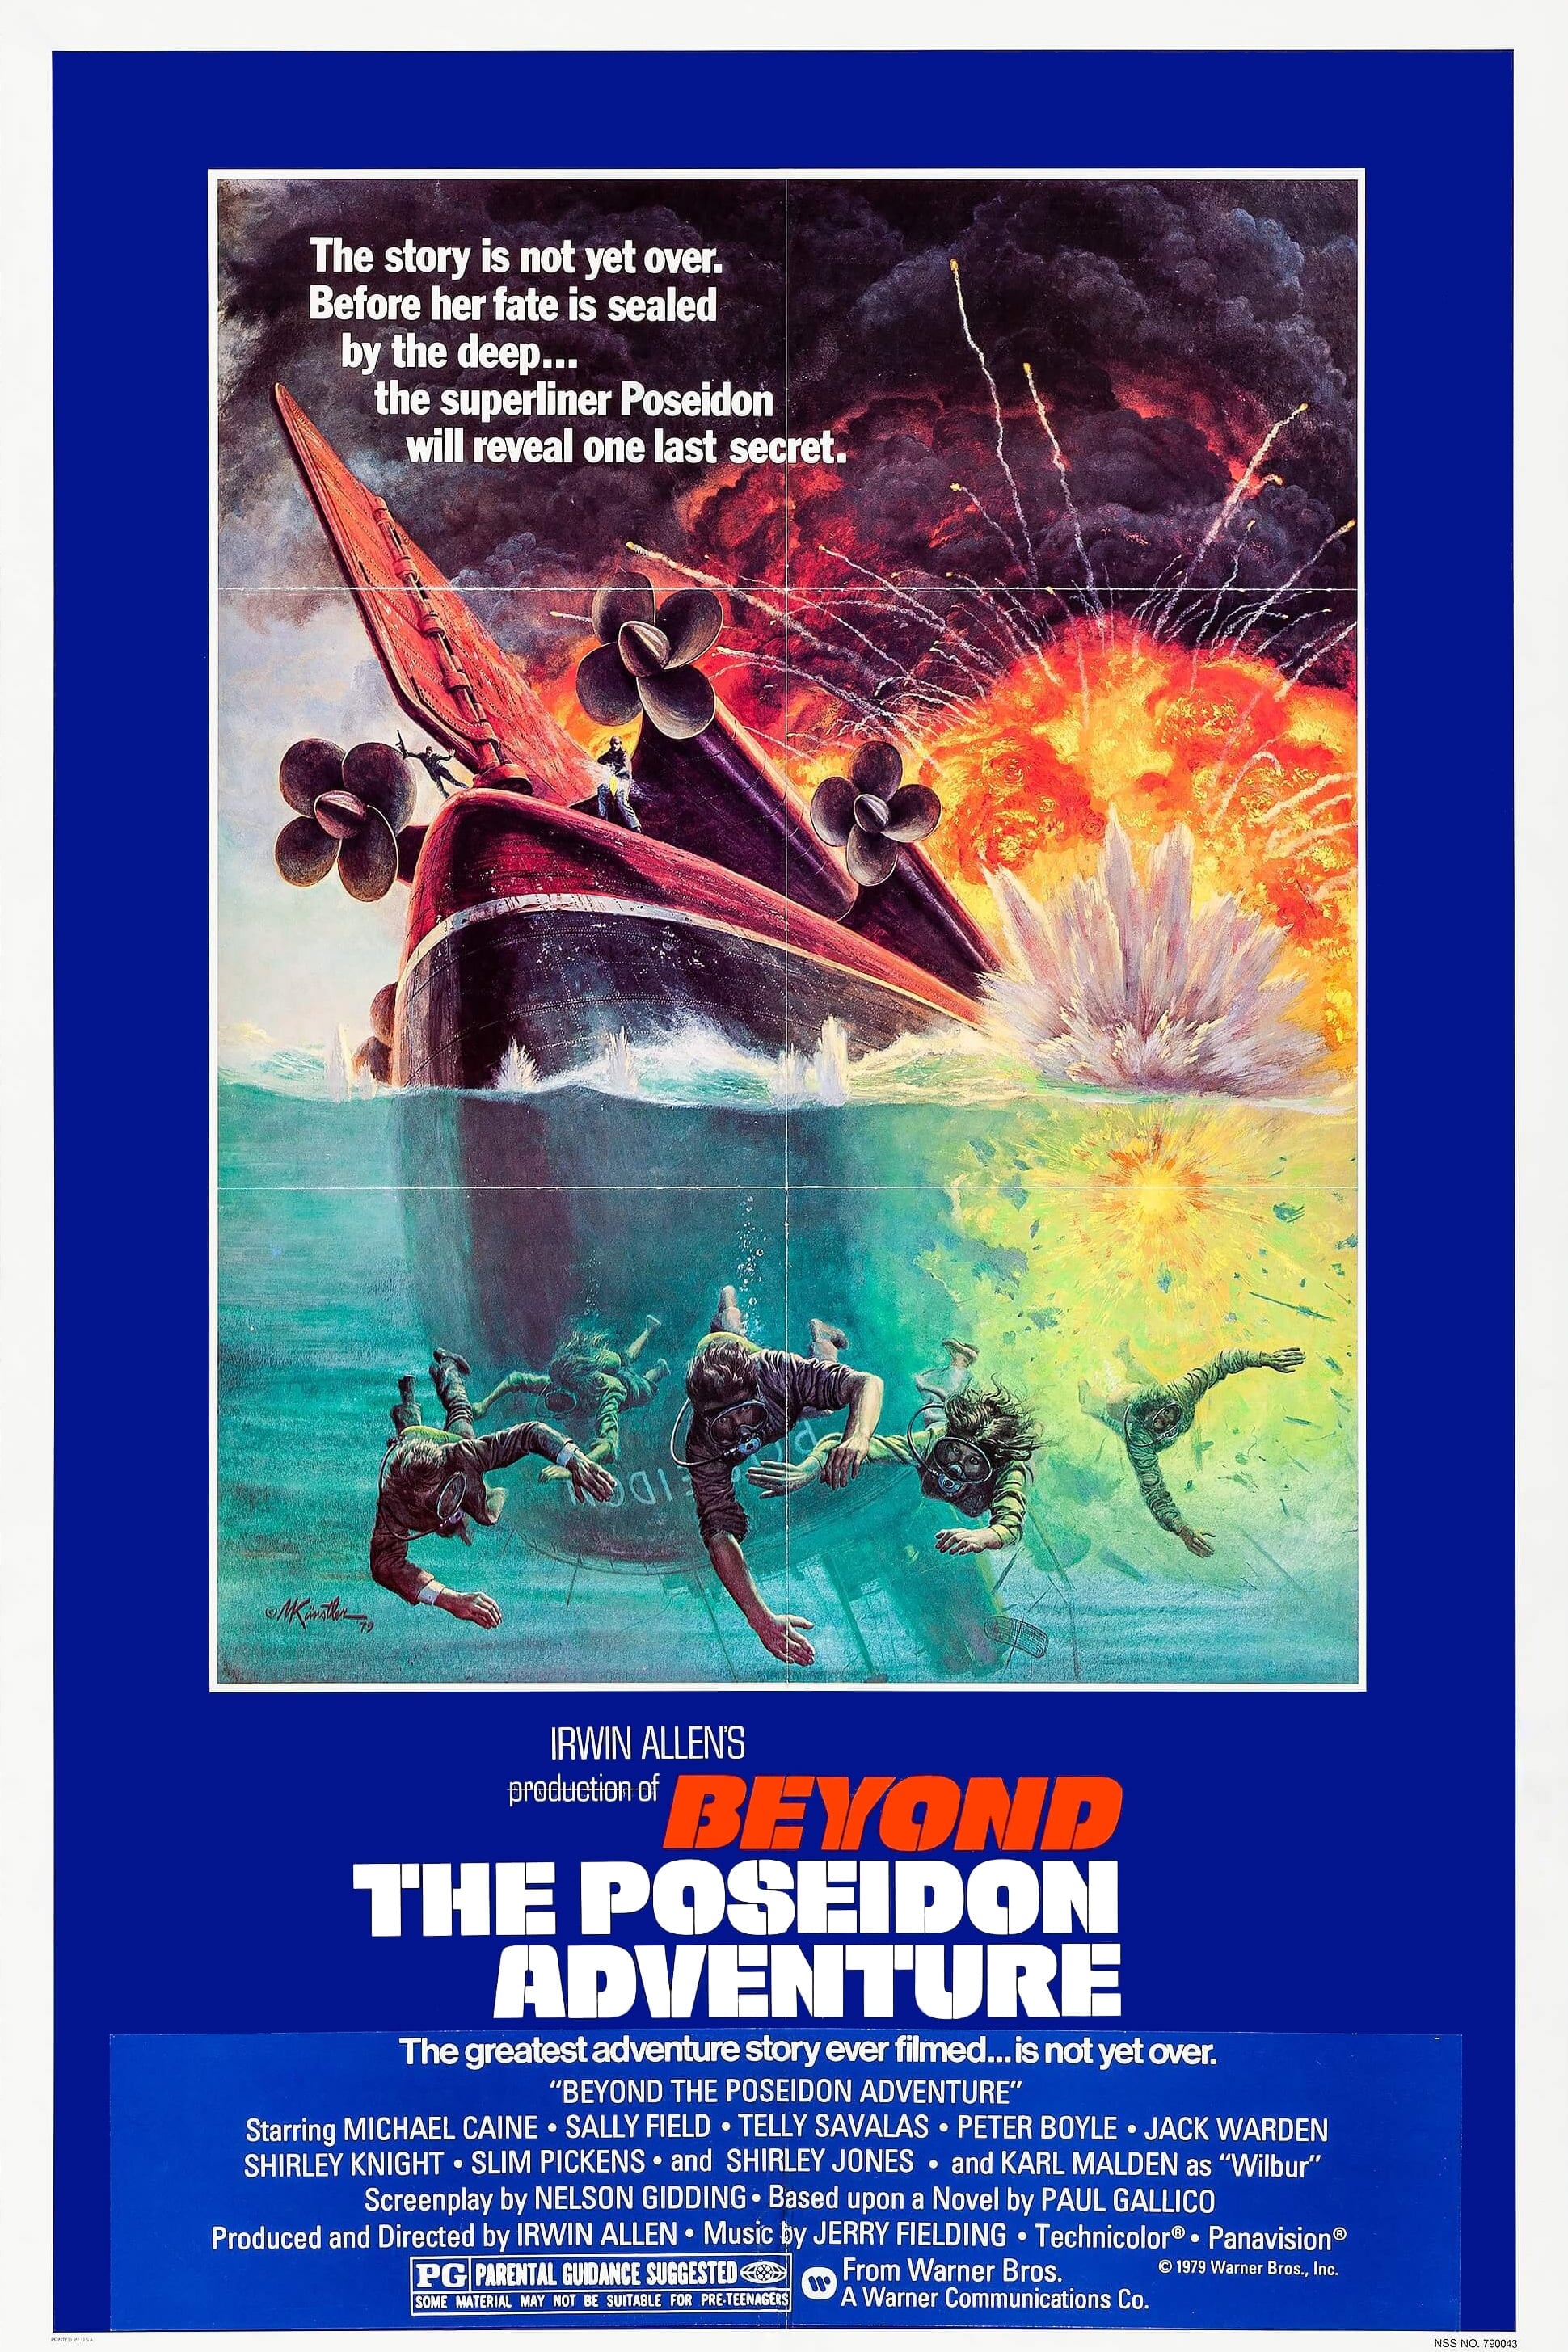 The story is not yet over.
Before her fate is sealed
by the deep...
the superliner Poseidon
will reveal one last secret.
© MKünstler
79
IRWIN ALLEN'S
production of BEYOND
THE POSEIDON
ADVENTURE
The greatest adventure story ever filmed...is not yet over.
“BEYOND THE POSEIDON ADVENTURE”
Starring MICHAEL CAINE • SALLY FIELD • TELLY SAVALAS • PETER BOYLE • JACK WARDEN
SHIRLEY KNIGHT • SLIM PICKENS • and SHIRLEY JONES • and KARL MALDEN as “Wilbur”
Screenplay by NELSON GIDDING • Based upon a Novel by PAUL GALLICO
Produced and Directed by IRWIN ALLEN • Music by JERRY FIELDING • Technicolor® • Panavision®
PG PARENTAL GUIDANCE SUGGESTED
SOME MATERIAL MAY NOT BE SUITABLE FOR PRE-TEENAGERS
From Warner Bros.
A Warner Communications Co.
© 1979 Warner Bros., Inc.
PRINTED IN U.S.A.
NSS NO. 790043